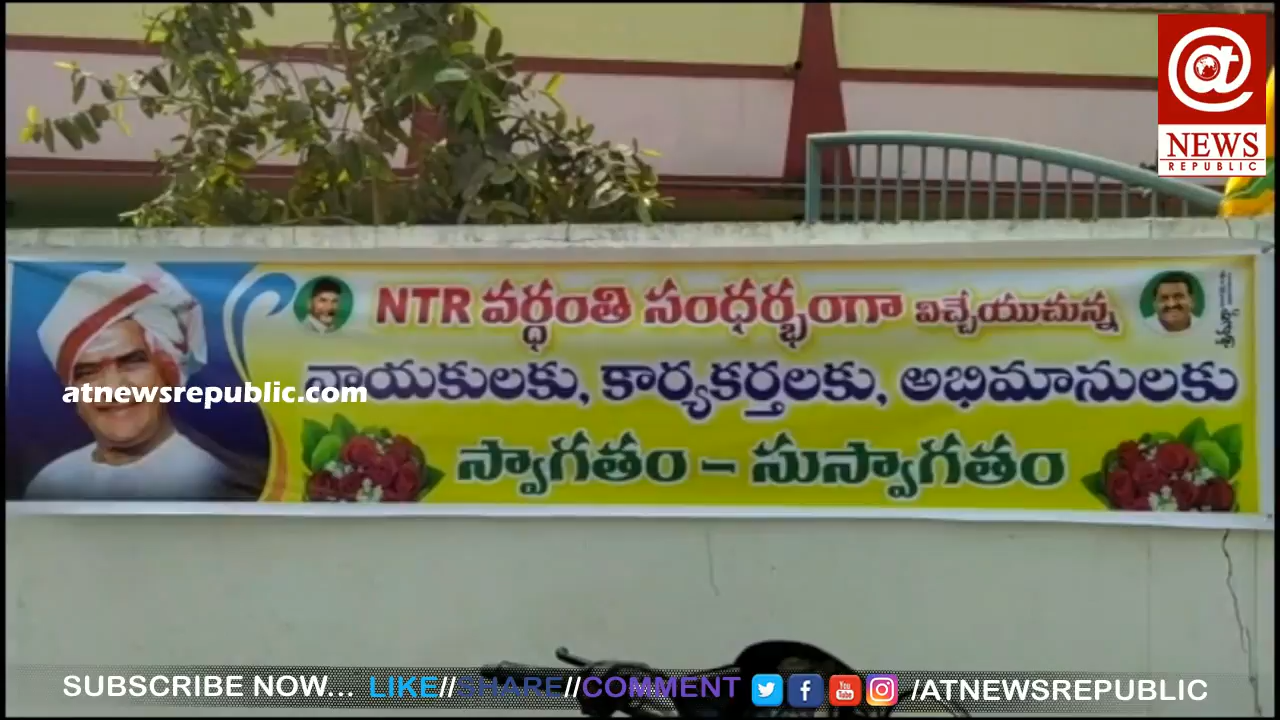 @
NEWS
REPUBLIC
NTR వర్ధంతి సంధర్భంగా విచ్చేయుచున్న
నాయకులకు, కార్యకర్తలకు, అభిమానులకు
atnewsrepublic.com
స్వాగతం – సుస్వాగతం
SUBSCRIBE NOW... LIKE//SHARE//COMMENT /ATNEWSREPUBLIC